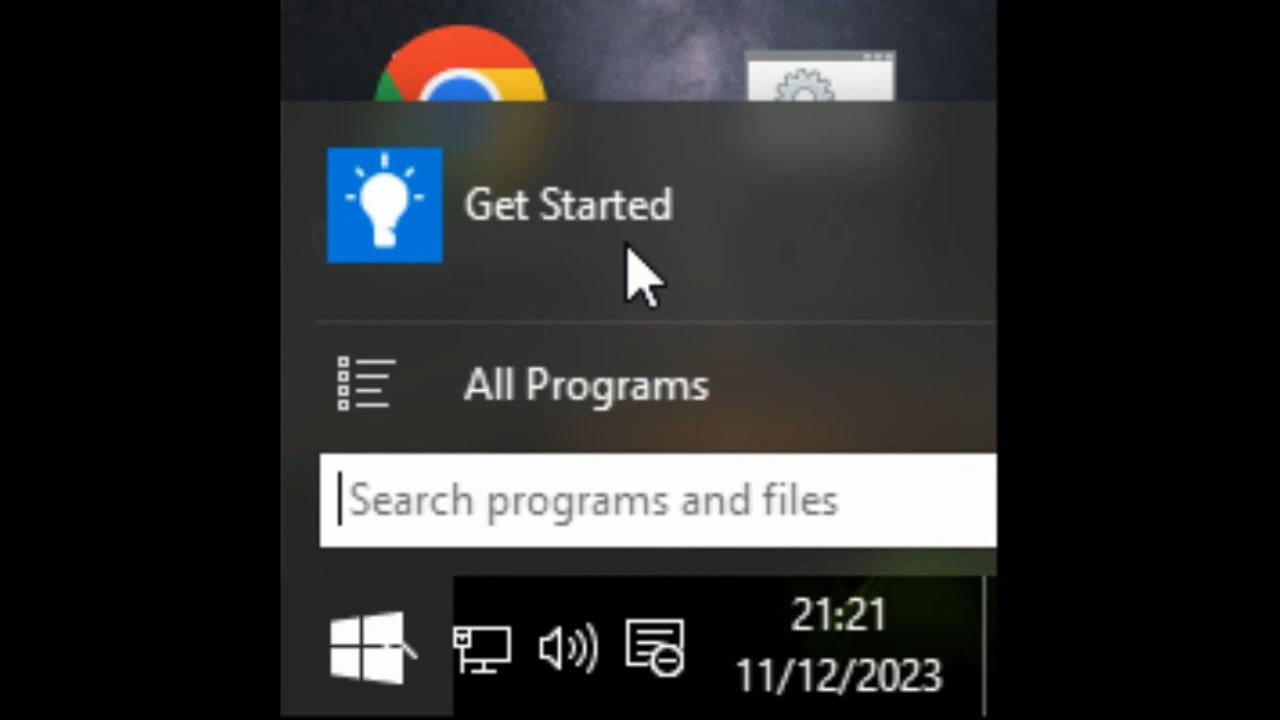 Get Started
All Programs
Search programs and files
21:21
11/12/2023